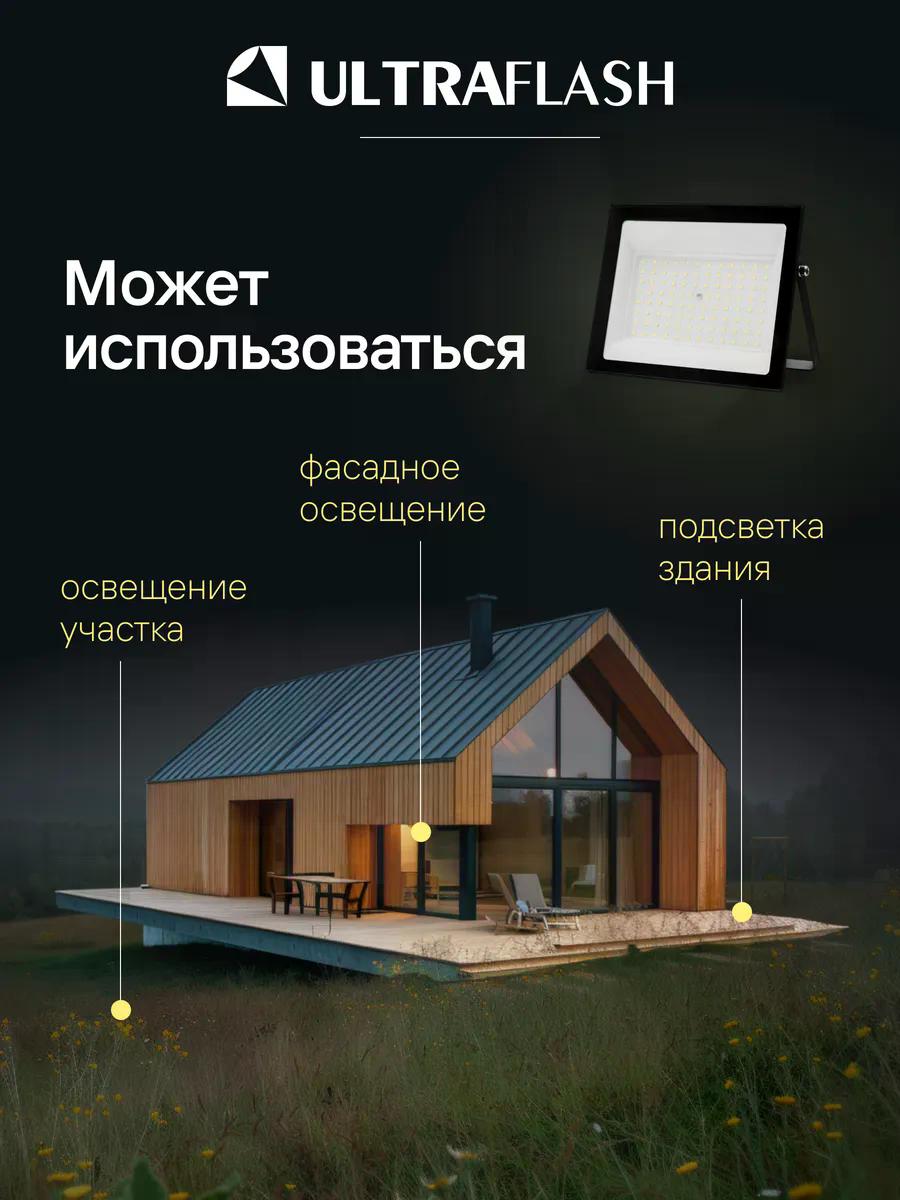 ULTRAFLASH
Может
использоваться
фасадное
освещение
подсветка
здания
освещение
участка